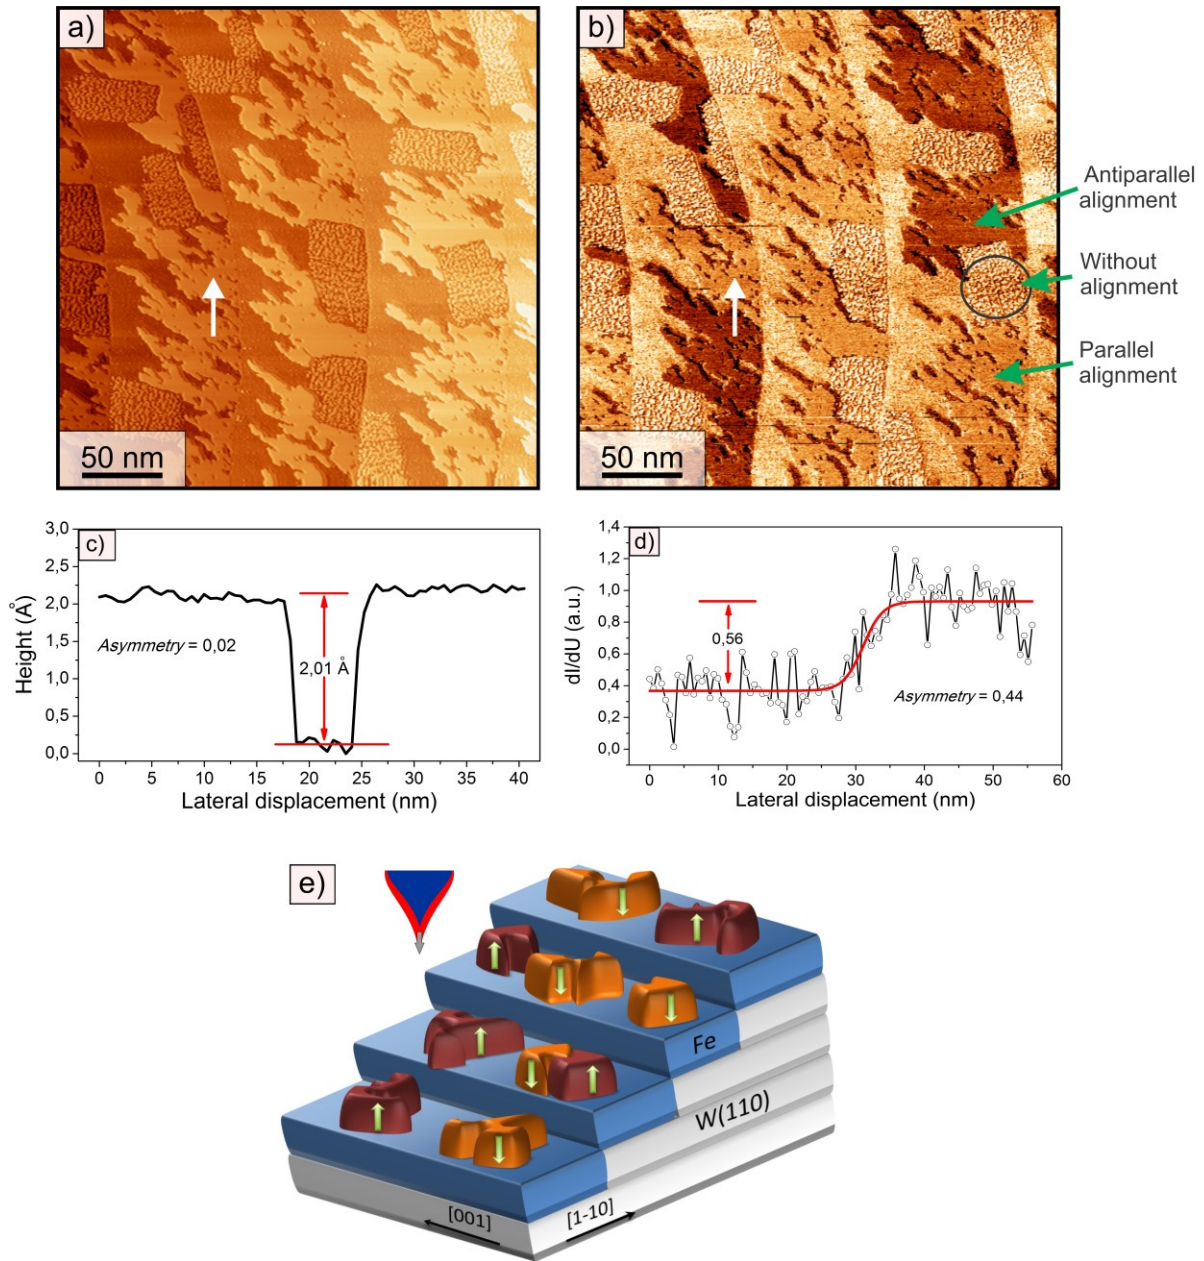 a)
50 nm
b)
50 nm
Antiparallel
alignment
Without
alignment
Parallel
alignment
c)
3,0
2,5
2,0
1,5
1,0
0,5
0,0
Height (Å)
Asymmetry = 0,02
2,01 Å
0 5 10 15 20 25 30 35 40
Lateral displacement (nm)
d)
1,4
1,2
1,0
0,8
0,6
0,4
0,2
0,0
dI/dU (a.u.)
0,56
Asymmetry = 0,44
0 10 20 30 40 50 60
Lateral displacement (nm)
e)
Fe
W(110)
[001]
[1-10]